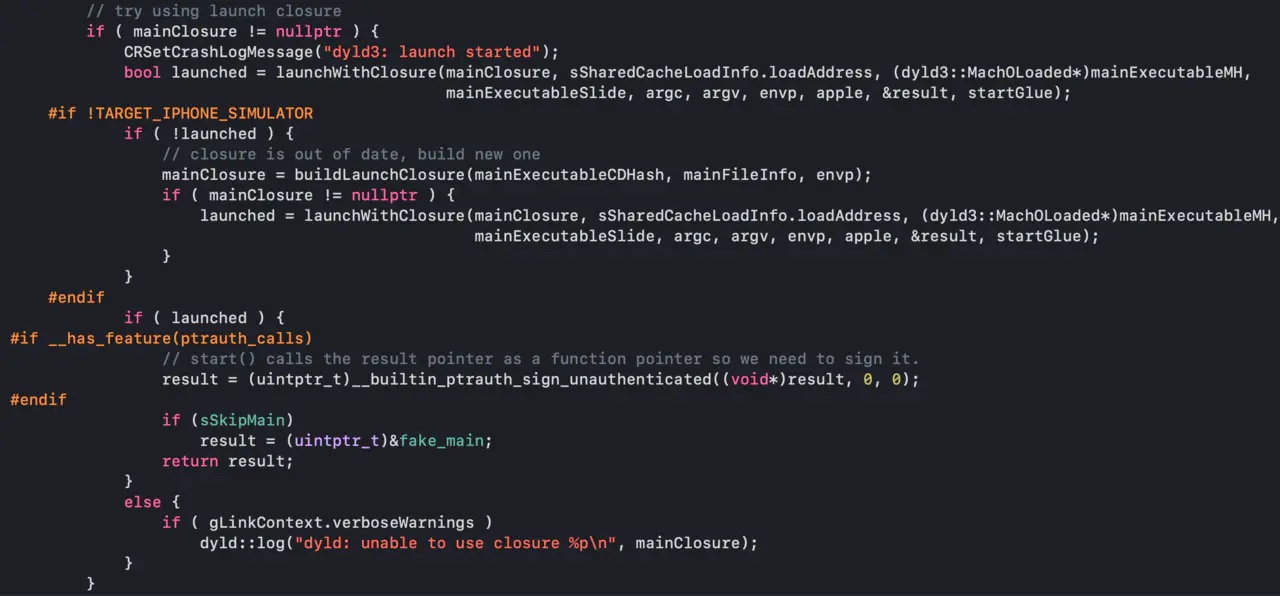 // try using launch closure
if ( mainClosure != nullptr ) {
CRSetCrashLogMessage("dyld3: launch started");
bool launched = launchWithClosure(mainClosure, sSharedCacheLoadInfo.loadAddress, (dyld3::MachOLoaded*)mainExecutableMH,
mainExecutableSlide, argc, argv, envp, apple, &result, startGlue);
#if !TARGET_IPHONE_SIMULATOR
if ( !launched ) {
// closure is out of date, build new one
mainClosure = buildLaunchClosure(mainExecutableCDHash, mainFileInfo, envp);
if ( mainClosure != nullptr ) {
launched = launchWithClosure(mainClosure, sSharedCacheLoadInfo.loadAddress, (dyld3::MachOLoaded*)mainExecutableMH,
mainExecutableSlide, argc, argv, envp, apple, &result, startGlue);
}
}
#endif
if ( launched ) {
#if __has_feature(ptrauth_calls)
// start() calls the result pointer as a function pointer so we need to sign it.
result = (uintptr_t)__builtin_ptrauth_sign_unauthenticated((void*)result, 0, 0);
#endif
if (sSkipMain)
result = (uintptr_t)&fake_main;
return result;
}
else {
if ( gLinkContext.verboseWarnings )
dyld::log("dyld: unable to use closure %p\n", mainClosure);
}
}